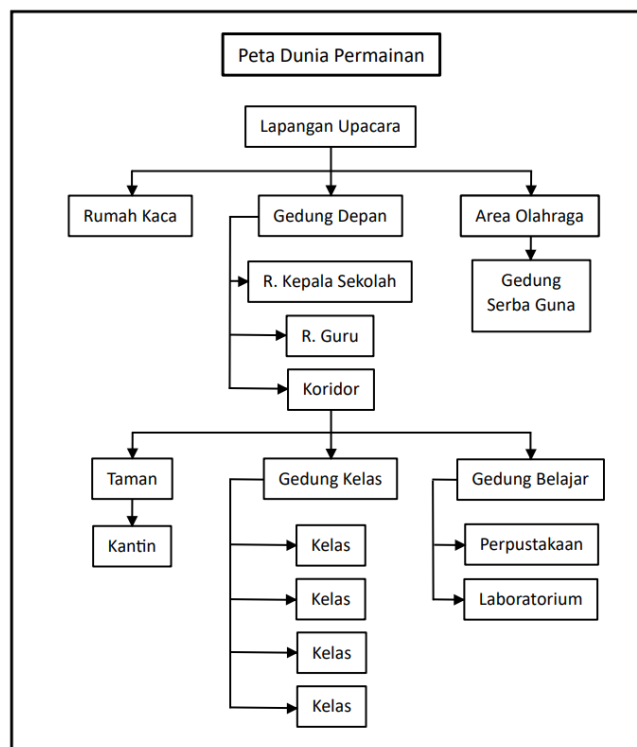 Peta Dunia Permainan
Lapangan Upacara
Rumah Kaca
Gedung Depan
Area Olahraga
R. Kepala Sekolah
Gedung
Serba Guna
R. Guru
Koridor
Taman
Gedung Kelas
Gedung Belajar
Kantin
Kelas
Perpustakaan
Kelas
Laboratorium
Kelas
Kelas